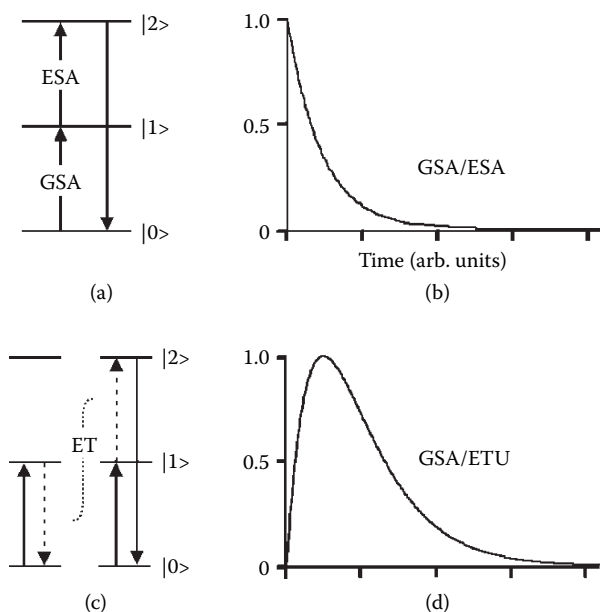 |2>
ESA
|1>
GSA
|0>
(a)
1.0
0.5
0
GSA/ESA
Time (arb. units)
(b)
|2>
ET
|1>
|0>
(c)
1.0
0.5
0
GSA/ETU
(d)